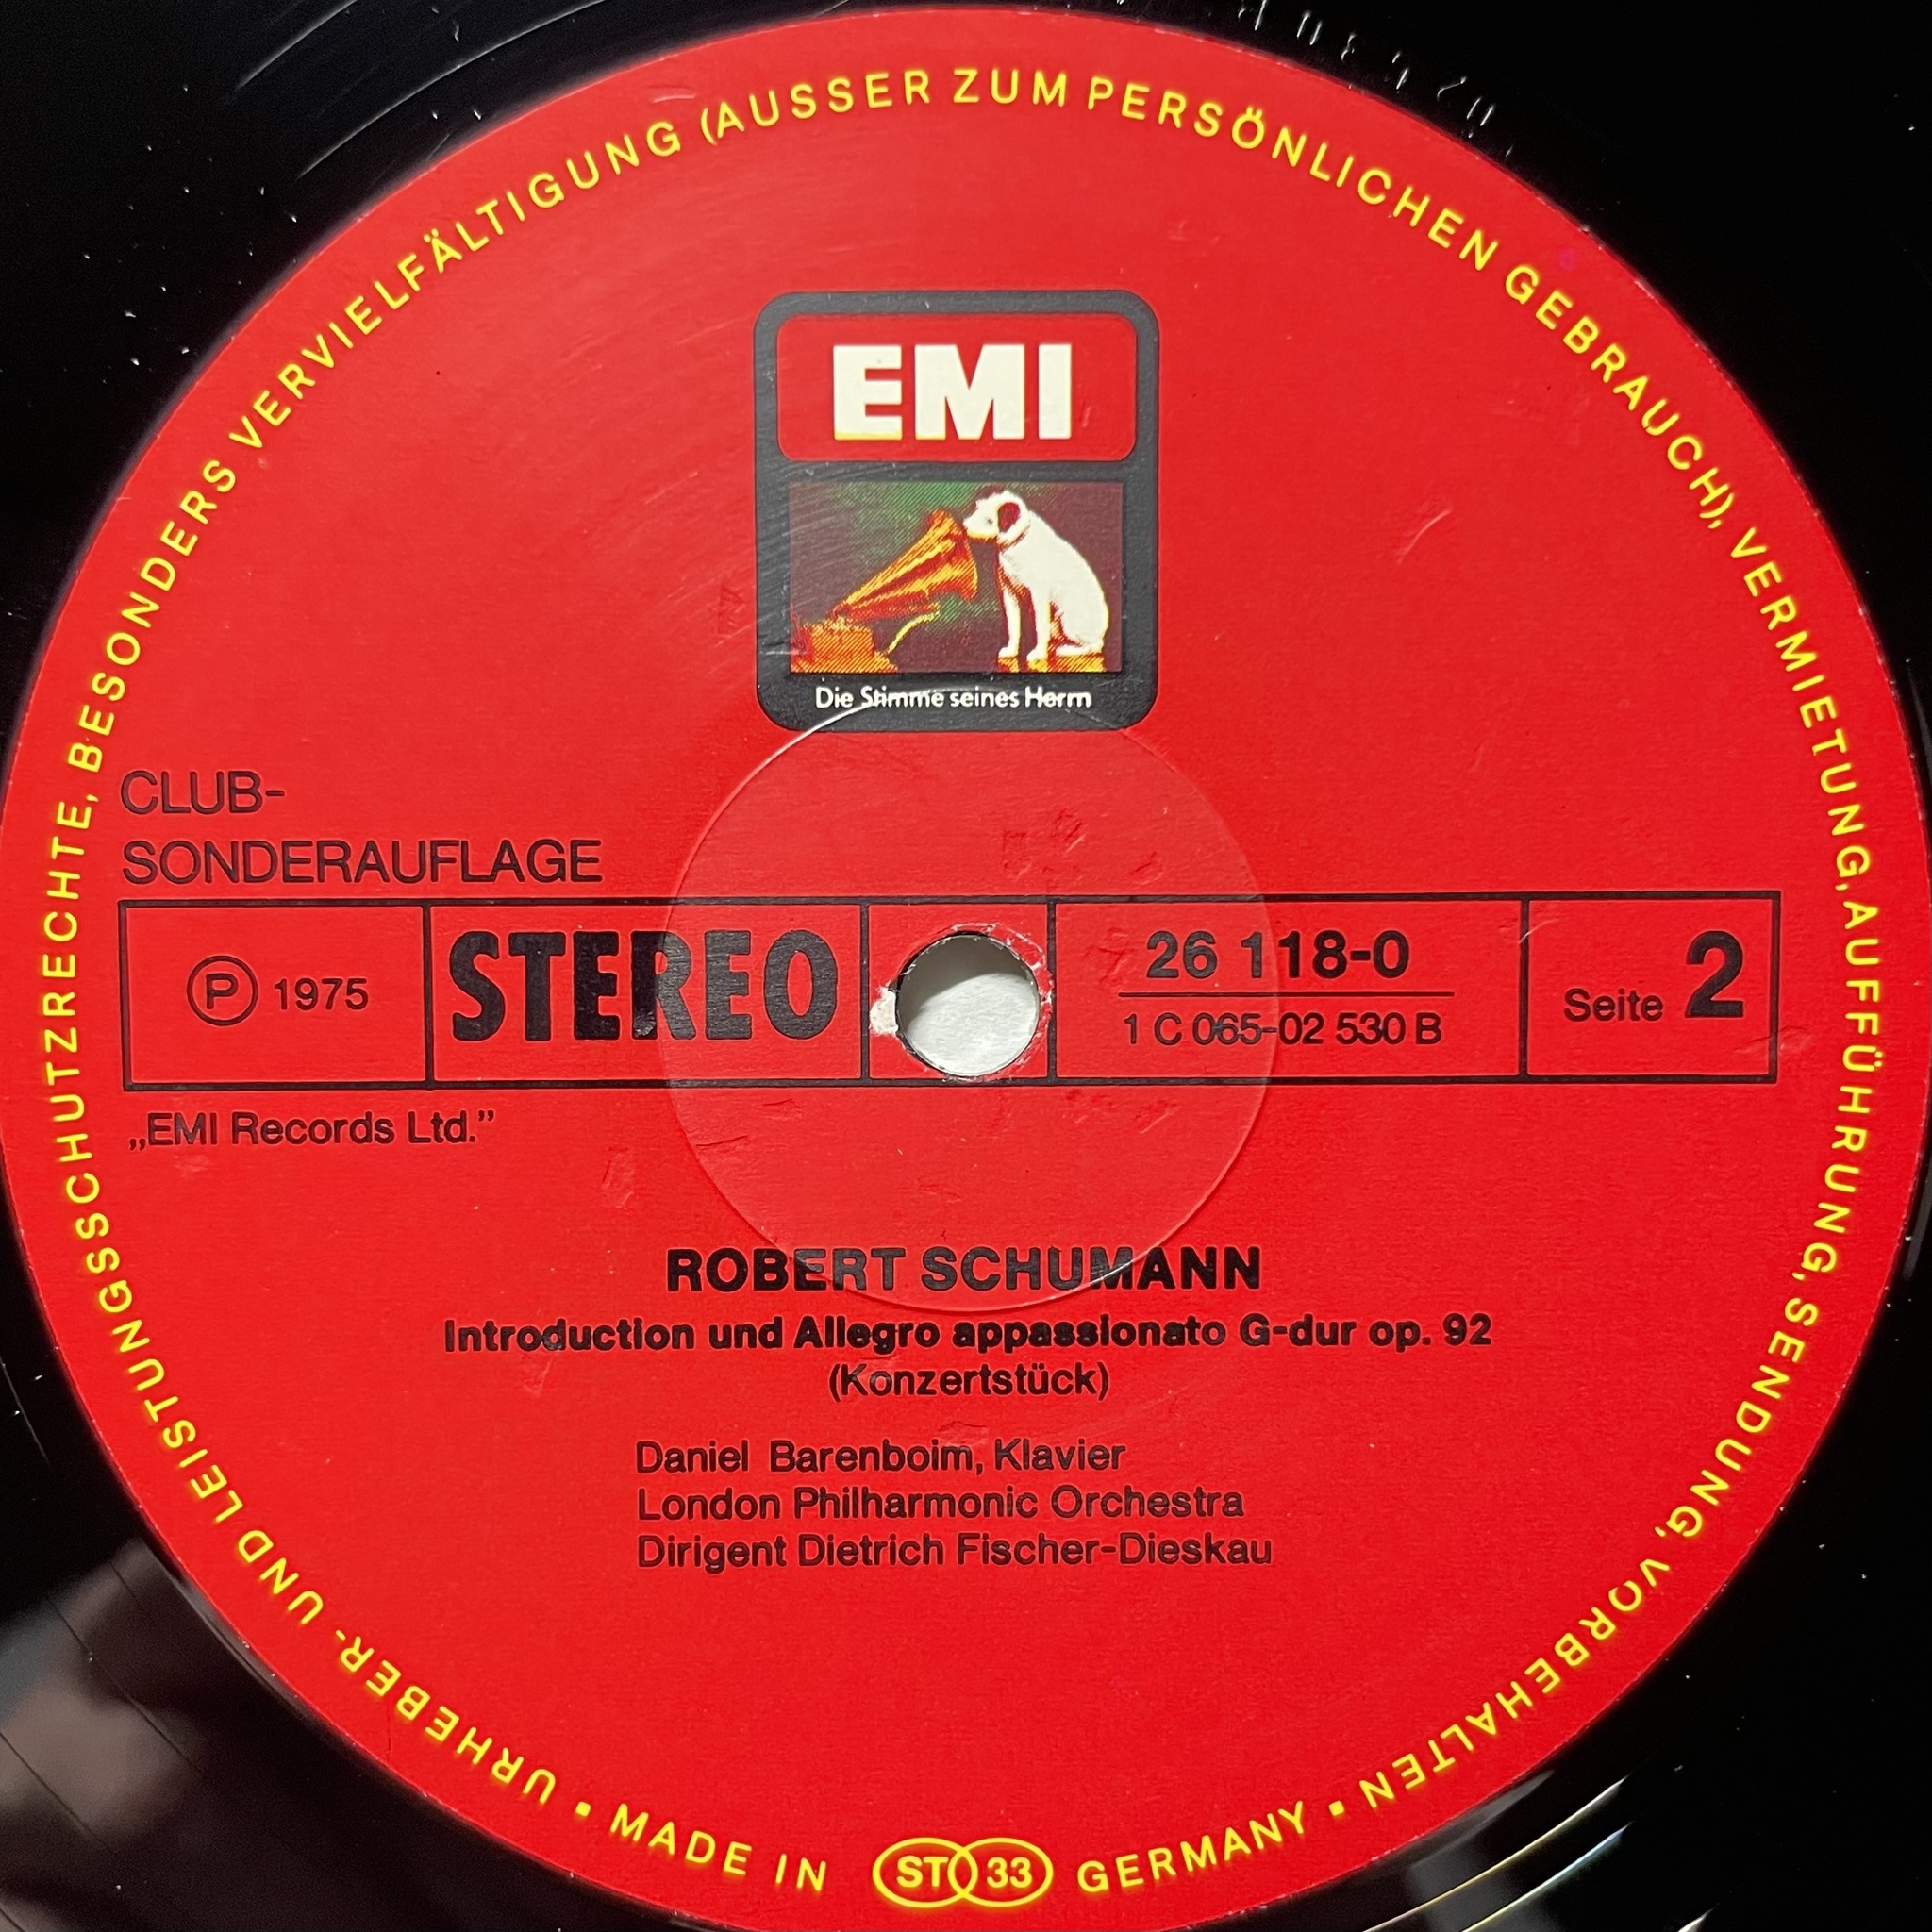 URHEBER- UND LEISTUNGSSCHUTZRECHTE, BESONDERS VERVIELFÄLTIGUNG (AUSSER ZUM PERSÖNLICHEN GEBRAUCH), VERMIETUNG, AUFFÜHRUNG, SENDUNG, VORBEHALTEN
EMI
Die Stimme seines Herrn
CLUB-
SONDERAUFLAGE
℗ 1975
STEREO
26 118-0
1 C 065-02 530 B
Seite 2
„EMI Records Ltd.”
ROBERT SCHUMANN
Introduction und Allegro appassionato G-dur op. 92
(Konzertstück)
Daniel Barenboim, Klavier
London Philharmonic Orchestra
Dirigent Dietrich Fischer-Dieskau
• MADE IN ST 33 GERMANY •